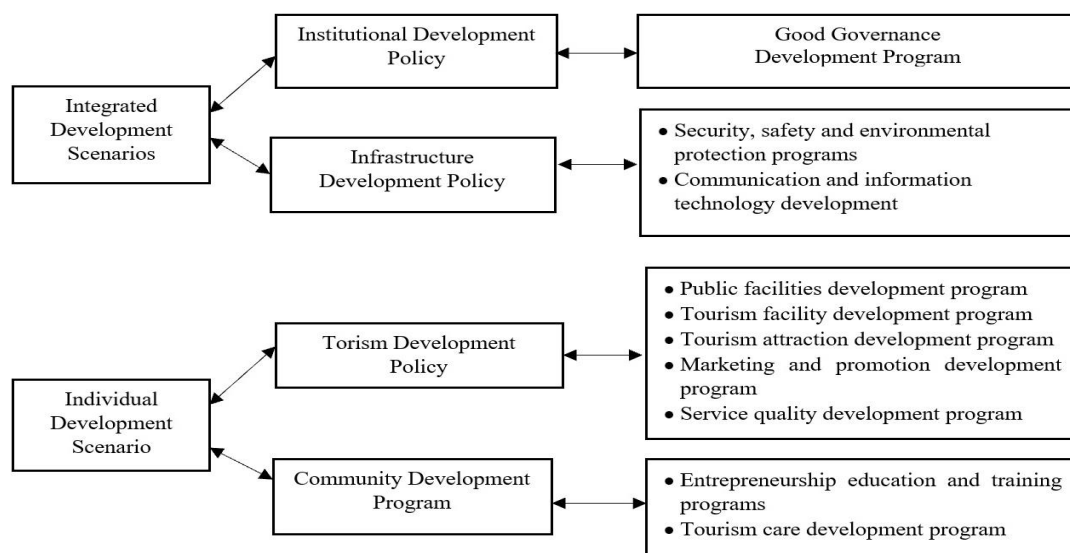 Integrated
Development
Scenarios
Institutional Development
Policy
Good Governance
Development Program
Infrastructure
Development Policy
● Security, safety and environmental
protection programs
● Communication and information
technology development
Individual
Development
Scenario
Torism Development
Policy
● Public facilities development program
● Tourism facility development program
● Tourism attraction development program
● Marketing and promotion development
program
● Service quality development program
Community Development
Program
● Entrepreneurship education and training
programs
● Tourism care development program